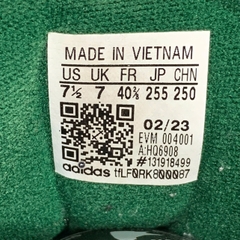 MADE IN VIETNAM
US UK FR JP CHN
7½ 7 40⅔ 255 250
02/23
EVM 004001
A:HQ6908
#131918499
adidas tfLF0RK800087